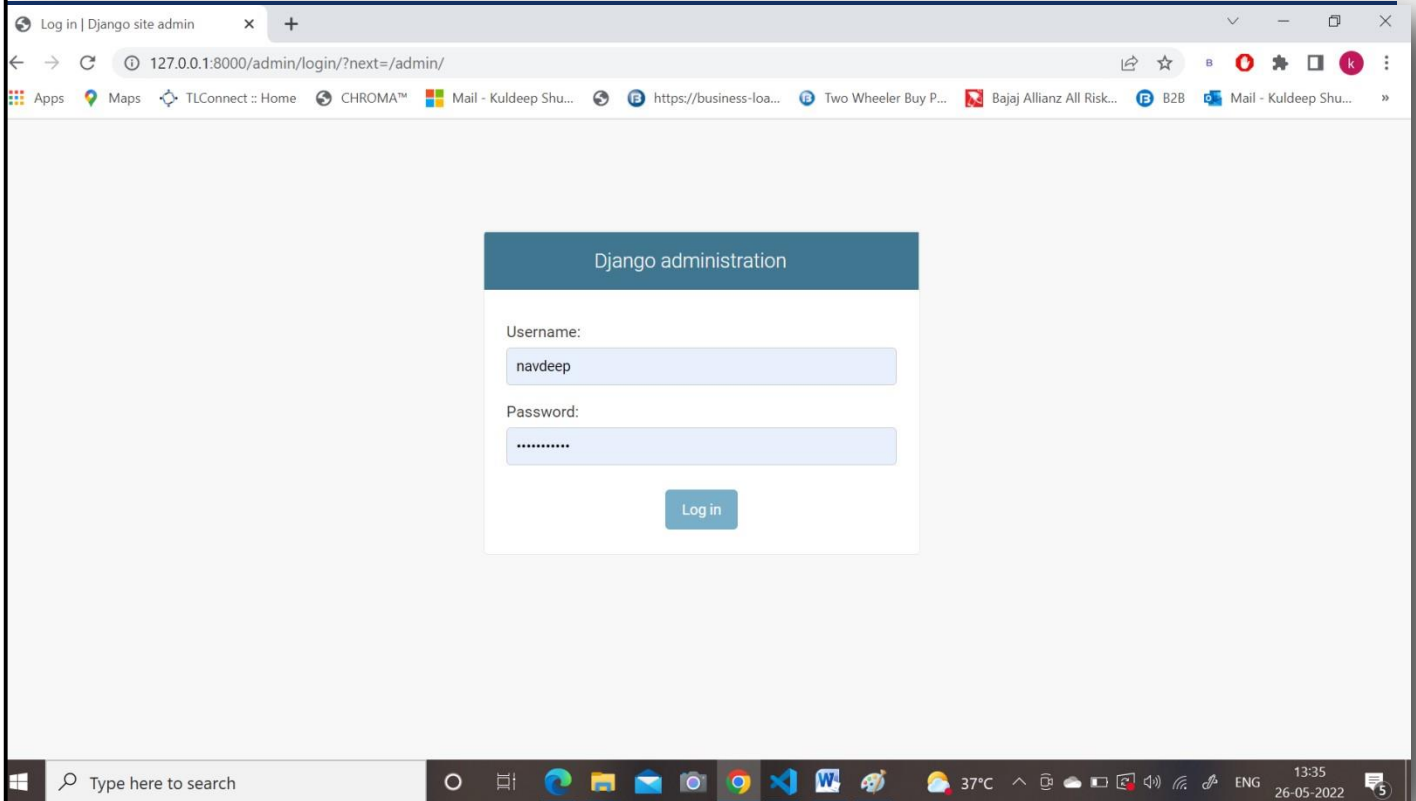 Log in | Django site admin
127.0.0.1:8000/admin/login/?next=/admin/
B
k
Apps Maps TLConnect :: Home CHROMA™ Mail - Kuldeep Shu... https://business-loa... Two Wheeler Buy P... Bajaj Allianz All Risk... B2B Mail - Kuldeep Shu... »
Django administration
Username:
navdeep
Password:
•••••••••••
Log in
Type here to search
37°C
ENG
13:35
26-05-2022
5